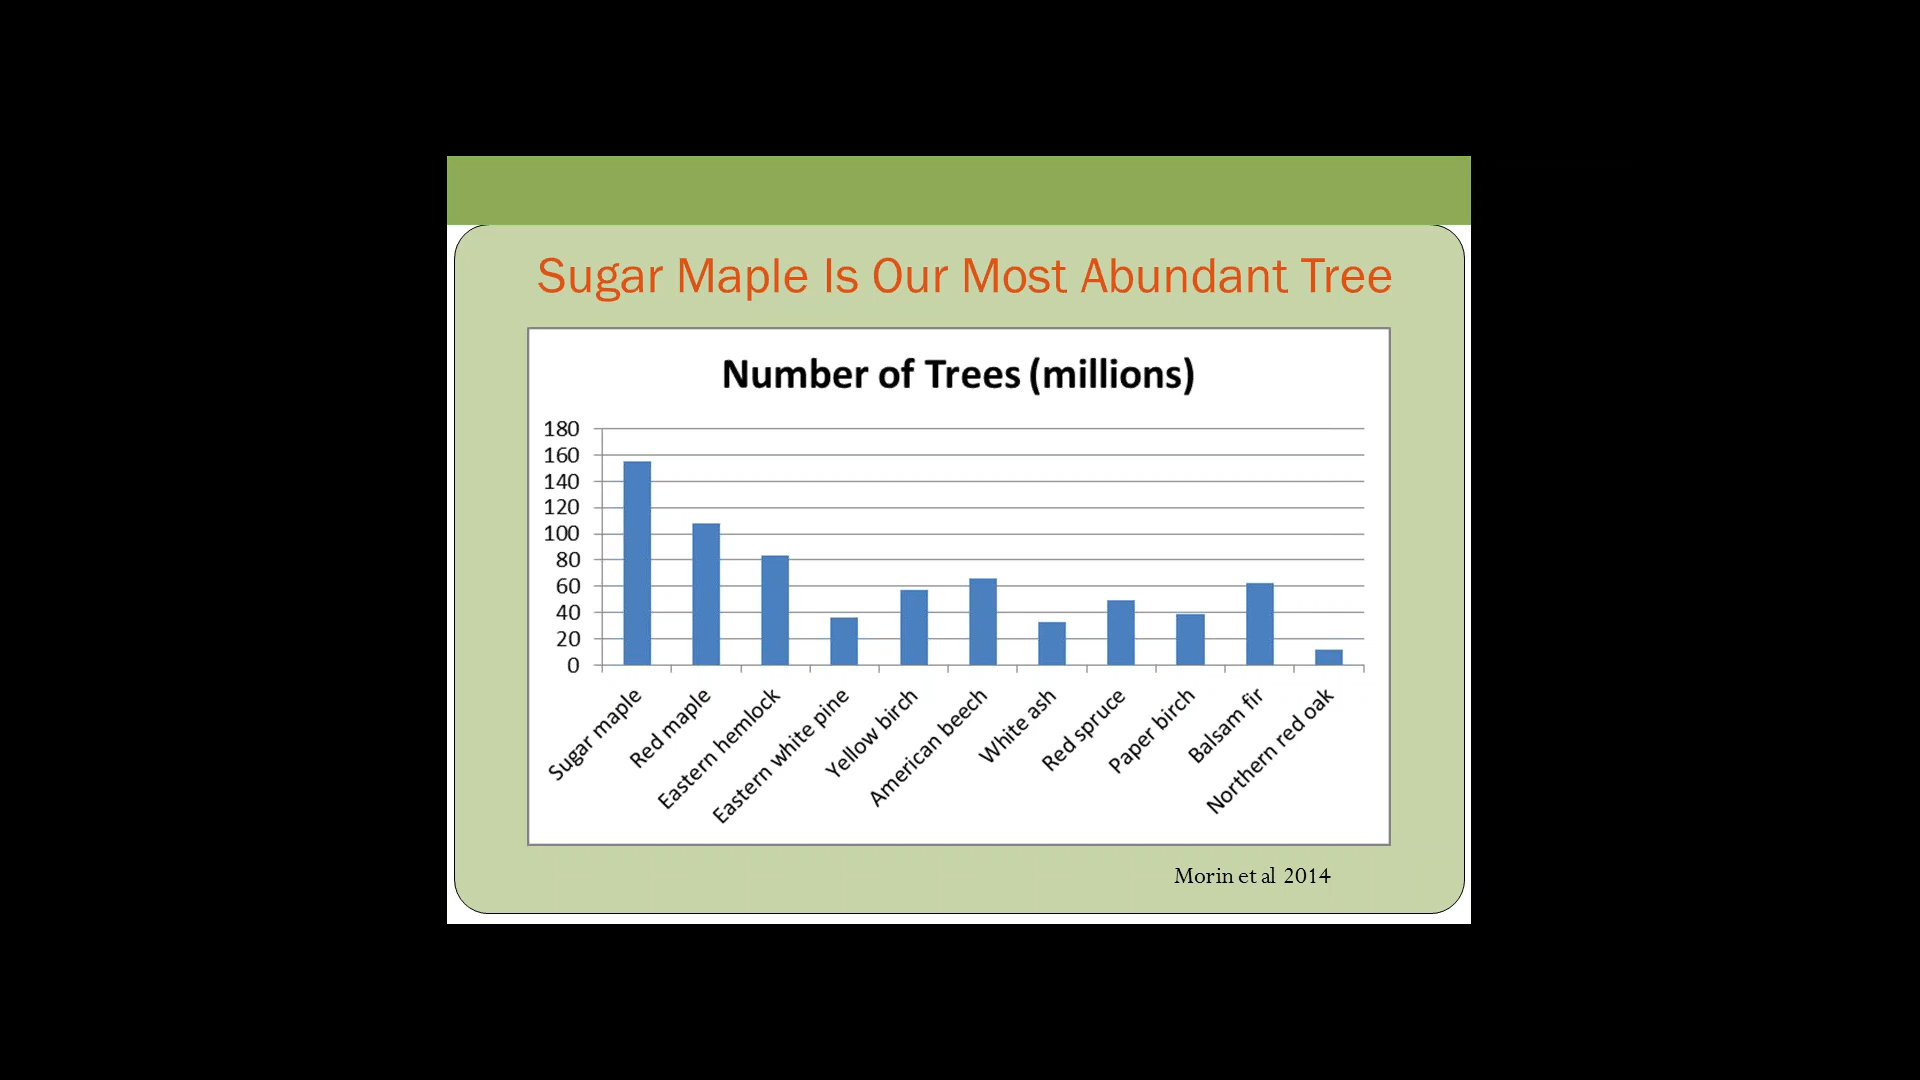 Sugar Maple Is Our Most Abundant Tree
Number of Trees (millions)
180
160
140
120
100
80
60
40
20
0
Sugar maple
Red maple
Eastern hemlock
Eastern white pine
Yellow birch
American beech
White ash
Red spruce
Paper birch
Balsam fir
Northern red oak
Morin et al 2014